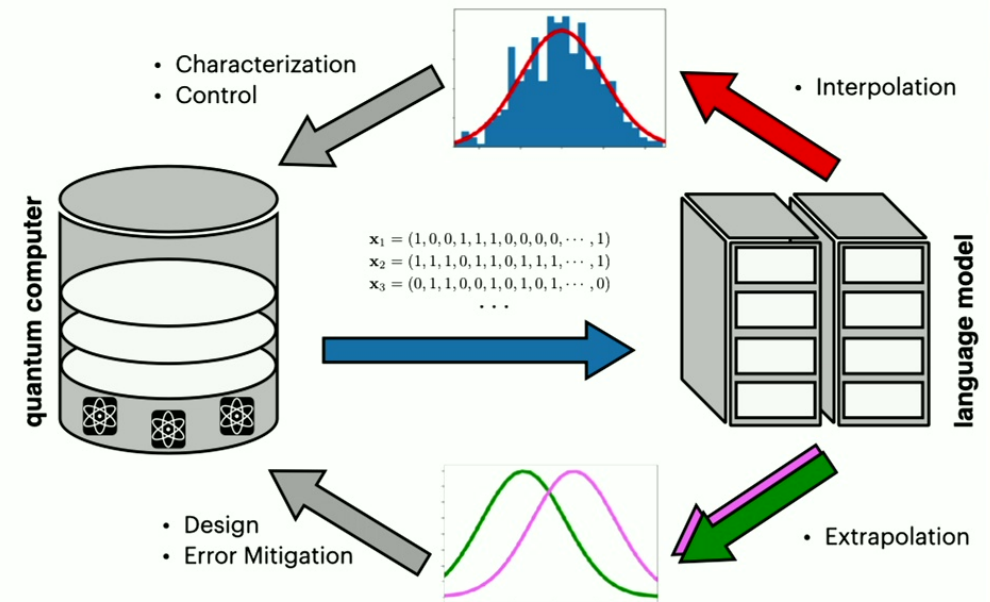 • Characterization
• Control
• Interpolation
quantum computer
x₁ = (1, 0, 0, 1, 1, 1, 0, 0, 0, 0, ⋯ , 1)
x₂ = (1, 1, 1, 0, 1, 1, 0, 1, 1, 1, ⋯ , 1)
x₃ = (0, 1, 1, 0, 0, 1, 0, 1, 0, 1, ⋯ , 0)
...
language model
• Design
• Error Mitigation
• Extrapolation